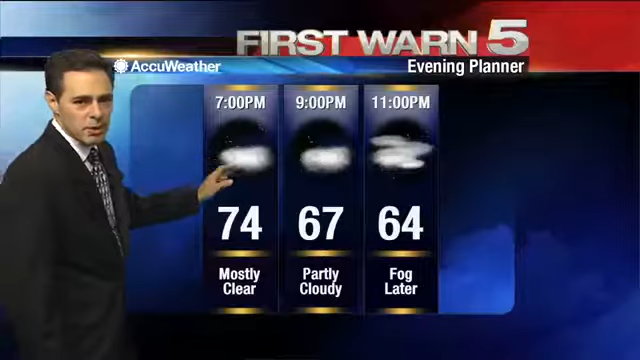 FIRST WARN 5
AccuWeather
Evening Planner
7:00PM 9:00PM 11:00PM
74 67 64
Mostly Clear
Partly Cloudy
Fog Later